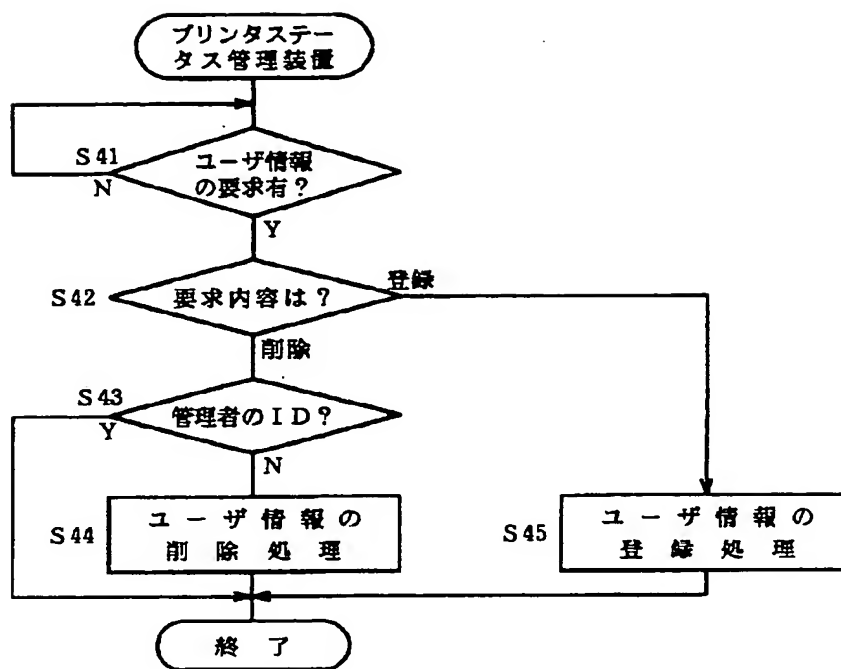 プリンタステー
タス管理装置
S41
ユーザ情報
の要求有?
N
Y
S42
要求内容は?
登録
削除
S43
管理者のID?
Y
N
S44
ユーザ情報の
削除処理
S45
ユーザ情報の
登録処理
終了